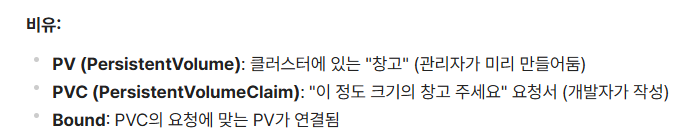 비유:
PV (PersistentVolume): 클러스터에 있는 "창고" (관리자가 미리 만들어둠)
PVC (PersistentVolumeClaim): "이 정도 크기의 창고 주세요" 요청서 (개발자가 작성)
Bound: PVC의 요청에 맞는 PV가 연결됨